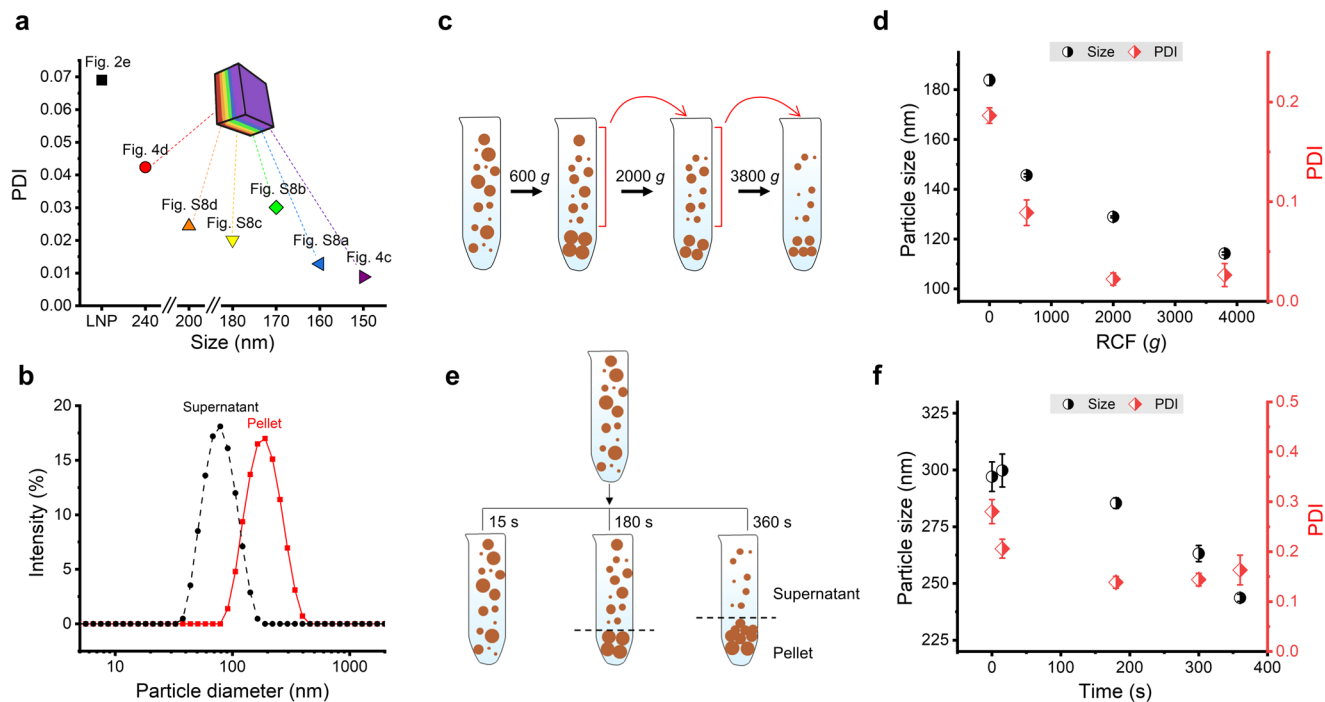 a
PDI
0.07
0.06
0.05
0.04
0.03
0.02
0.01
0.00
Fig. 2e
Fig. 4d
Fig. S8d
Fig. S8c
Fig. S8b
Fig. S8a
Fig. 4c
LNP
240
200
180
170
160
150
Size (nm)
b
Intensity (%)
20
15
10
5
0
Supernatant
Pellet
10
100
1000
Particle diameter (nm)
c
600 g
2000 g
3800 g
d
Size
PDI
Particle size (nm)
180
160
140
120
100
0
1000
2000
3000
4000
RCF (g)
0.2
0.1
0.0
PDI
e
15 s
180 s
360 s
Supernatant
Pellet
f
Size
PDI
Particle size (nm)
325
300
275
250
225
0
100
200
300
400
Time (s)
0.5
0.4
0.3
0.2
0.1
0.0
PDI